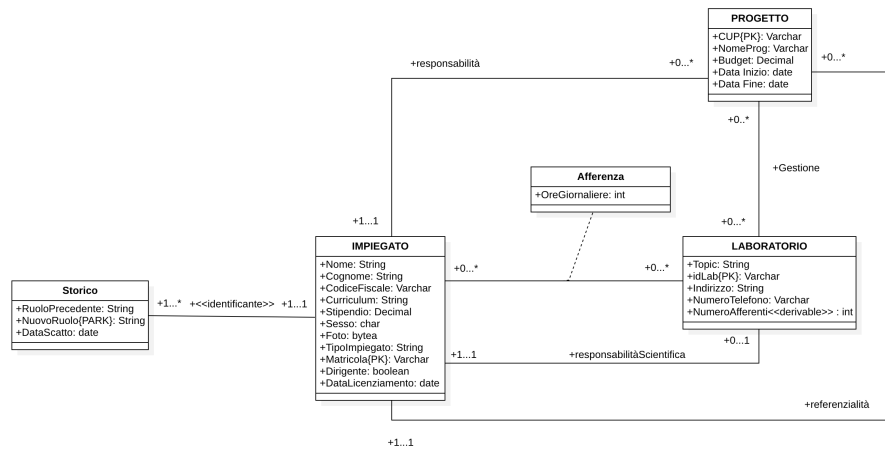 PROGETTO
+CUP{PK}: Varchar
+NomeProg: Varchar
+Budget: Decimal
+Data Inizio: date
+Data Fine: date
+responsabilità
+0...*
+0...*
+0..*
+Gestione
Afferenza
+OreGiornaliere: int
+1...1
+0...*
IMPIEGATO
+Nome: String
+Cognome: String
+CodiceFiscale: Varchar
+Curriculum: String
+Stipendio: Decimal
+Sesso: char
+Foto: bytea
+TipoImpiegato: String
+Matricola{PK}: Varchar
+Dirigente: boolean
+DataLicenziamento: date
LABORATORIO
+Topic: String
+idLab{PK}: Varchar
+Indirizzo: String
+NumeroTelefono: Varchar
+NumeroAfferenti<<derivable>> : int
+0...*
+0...*
Storico
+RuoloPrecedente: String
+NuovoRuolo{PARK}: String
+DataScatto: date
+1...*
+<<identificante>>
+1...1
+0...1
+1...1
+responsabilitàScientifica
+referenzialità
+1...1